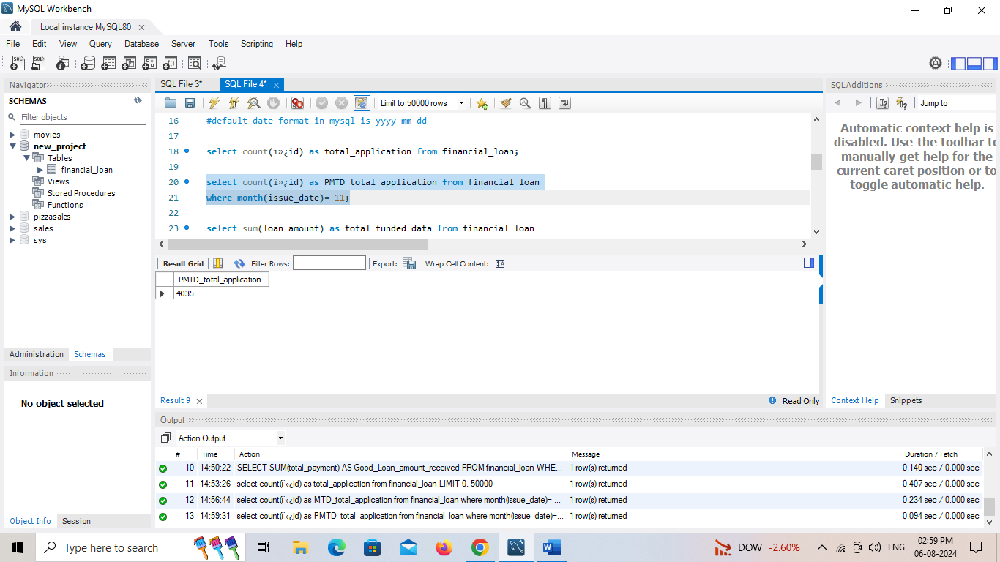 MySQL Workbench
Local instance MySQL80
File Edit View Query Database Server Tools Scripting Help
Navigator
SCHEMAS
Filter objects
movies
new_project
Tables
financial_loan
Views
Stored Procedures
Functions
pizzasales
sales
sys
Administration Schemas
Information
No object selected
Object Info Session
SQL File 3* SQL File 4*
Limit to 50000 rows
16 #default date format in mysql is yyyy-mm-dd
17
18 select count(ï»¿id) as total_application from financial_loan;
19
20 select count(ï»¿id) as PMTD_total_application from financial_loan
21 where month(issue_date)= 11;
22
23 select sum(loan_amount) as total_funded_data from financial_loan
Result Grid Filter Rows: Export: Wrap Cell Content:
PMTD_total_application
4035
Result 9
Read Only
SQLAdditions
Jump to
Automatic context help is
disabled. Use the toolbar to
manually get help for the
current caret position or to
toggle automatic help.
Context Help Snippets
Output
Action Output
# Time Action Message Duration / Fetch
10 14:50:22 SELECT SUM(total_payment) AS Good_Loan_amount_received FROM financial_loan WHE... 1 row(s) returned 0.140 sec / 0.000 sec
11 14:53:26 select count(ï»¿id) as total_application from financial_loan LIMIT 0, 50000 1 row(s) returned 0.407 sec / 0.000 sec
12 14:56:44 select count(ï»¿id) as MTD_total_application from financial_loan where month(issue_date)= ... 1 row(s) returned 0.234 sec / 0.000 sec
13 14:59:31 select count(ï»¿id) as PMTD_total_application from financial_loan where month(issue_date)=... 1 row(s) returned 0.094 sec / 0.000 sec
Type here to search
DOW -2.60%
ENG
02:59 PM
06-08-2024